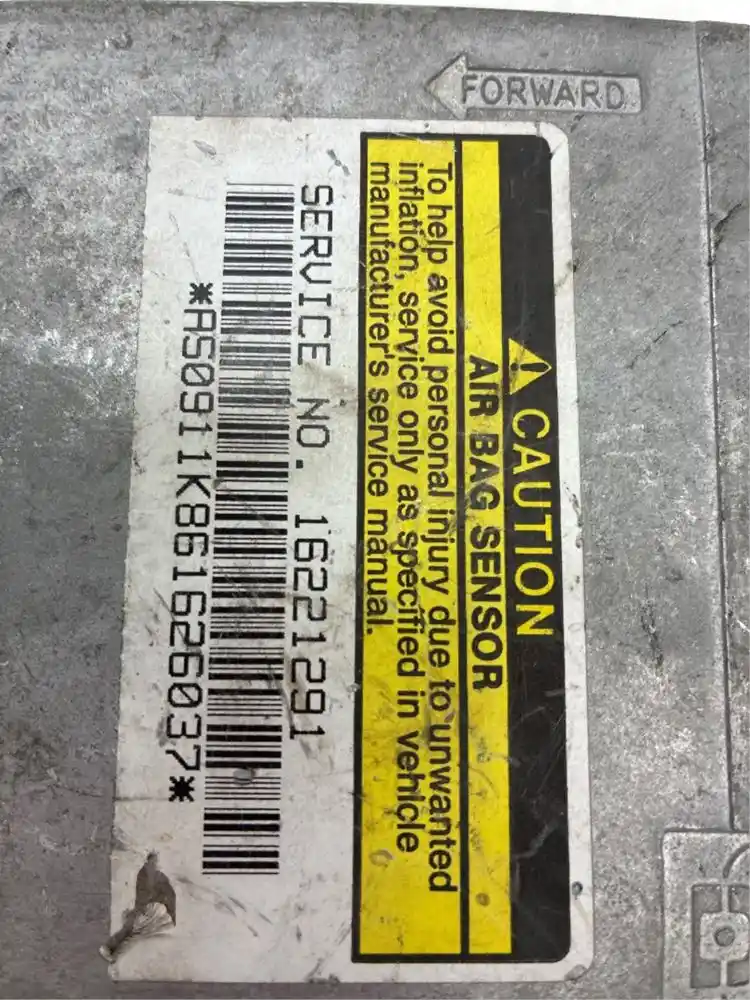 FORWARD
CAUTION
AIR BAG SENSOR
To help avoid personal injury due to unwanted
inflation, service only as specified in vehicle
manufacturer's service manual.
SERVICE NO. 16221291
*AS0911K861626037*